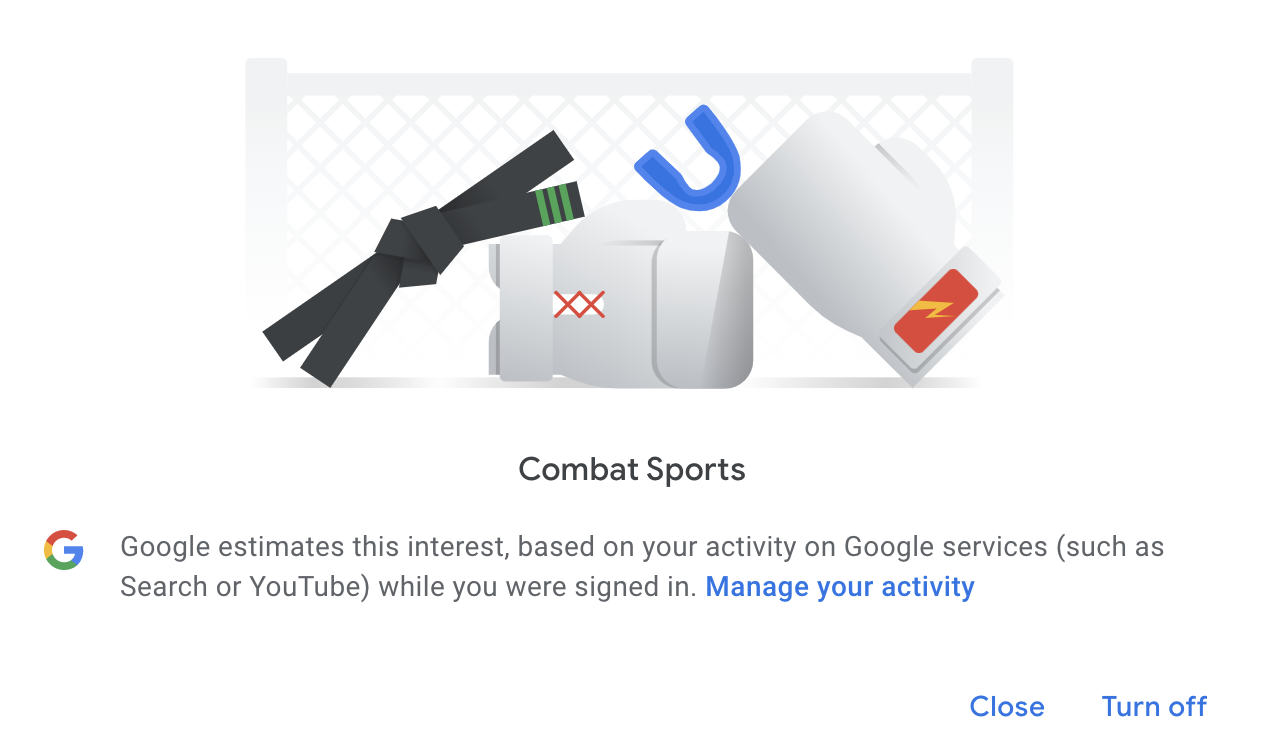 Combat Sports
Google estimates this interest, based on your activity on Google services (such as
Search or YouTube) while you were signed in. Manage your activity
Close Turn off